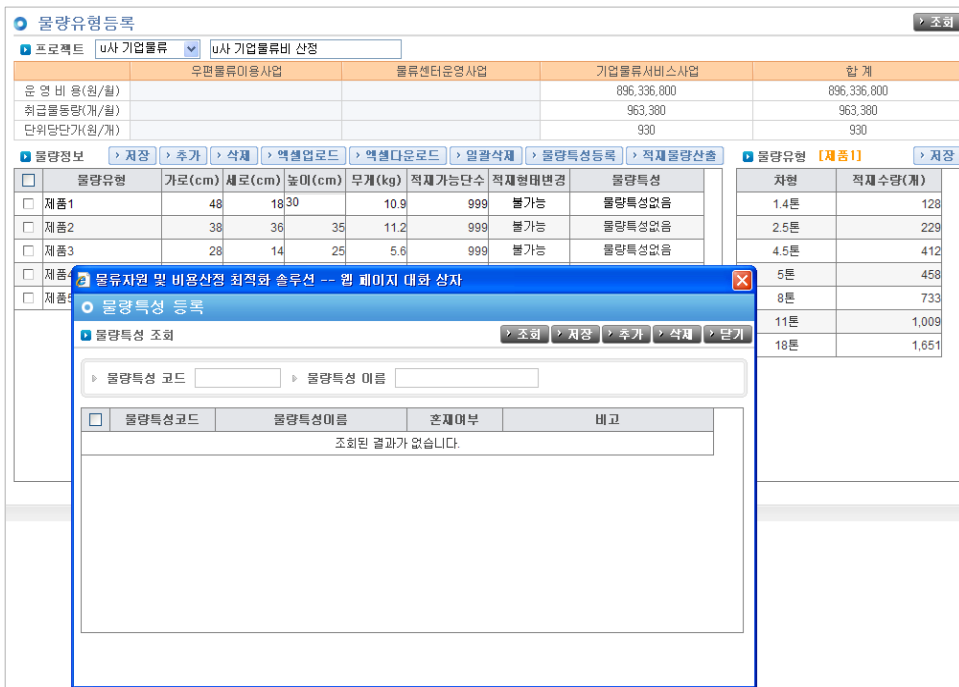 물량유형등록 조회
프로젝트 u사 기업물류 u사 기업물류비 산정
우편물류이용사업 물류센터운영사업 기업물류서비스사업 합 계
운 영 비 용(원/월) 896,336,800 896,336,800
취급물동량(개/월) 963,380 963,380
단위당단가(원/개) 930 930
물량정보 저장 추가 삭제 엑셀업로드 엑셀다운로드 일괄삭제 물량특성등록 적재물량산출 물량유형 [제품1] 저장
물량유형 가로(cm) 세로(cm) 높이(cm) 무게(kg) 적재가능단수 적재형태변경 물량특성 차형 적재수량(개)
제품1 48 18 30 10.9 999 불가능 물량특성없음 1.4톤 128
제품2 38 36 35 11.2 999 불가능 물량특성없음 2.5톤 229
제품3 28 14 25 5.6 999 불가능 물량특성없음 4.5톤 412
제품4 5톤 458
8톤 733
11톤 1,009
18톤 1,651
물류자원 및 비용산정 최적화 솔루션 -- 웹 페이지 대화 상자
물량특성 등록
물량특성 조회 조회 저장 추가 삭제 닫기
물량특성 코드 물량특성 이름
물량특성코드 물량특성이름 혼재여부 비고
조회된 결과가 없습니다.